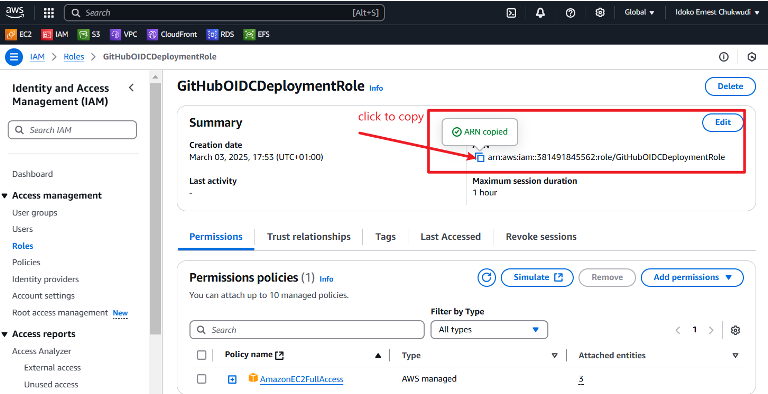 aws
Search [Alt+S] Global Idoko Ernest Chukwudi
EC2 IAM S3 VPC CloudFront RDS EFS
IAM > Roles > GitHubOIDCDeploymentRole
Identity and Access Management (IAM)
Search IAM
Dashboard
Access management
User groups
Users
Roles
Policies
Identity providers
Account settings
Root access management New
Access reports
Access Analyzer
External access
Unused access
GitHubOIDCDeploymentRole Info
Delete
Summary
click to copy
Edit
ARN copied
Creation date
March 03, 2025, 17:53 (UTC+01:00)
arn:aws:iam::381491845562:role/GitHubOIDCDeploymentRole
Last activity
-
Maximum session duration
1 hour
Permissions Trust relationships Tags Last Accessed Revoke sessions
Permissions policies (1) Info
Simulate Remove Add permissions
You can attach up to 10 managed policies.
Filter by Type
Search All types 1
Policy name Type Attached entities
AmazonEC2FullAccess AWS managed 3